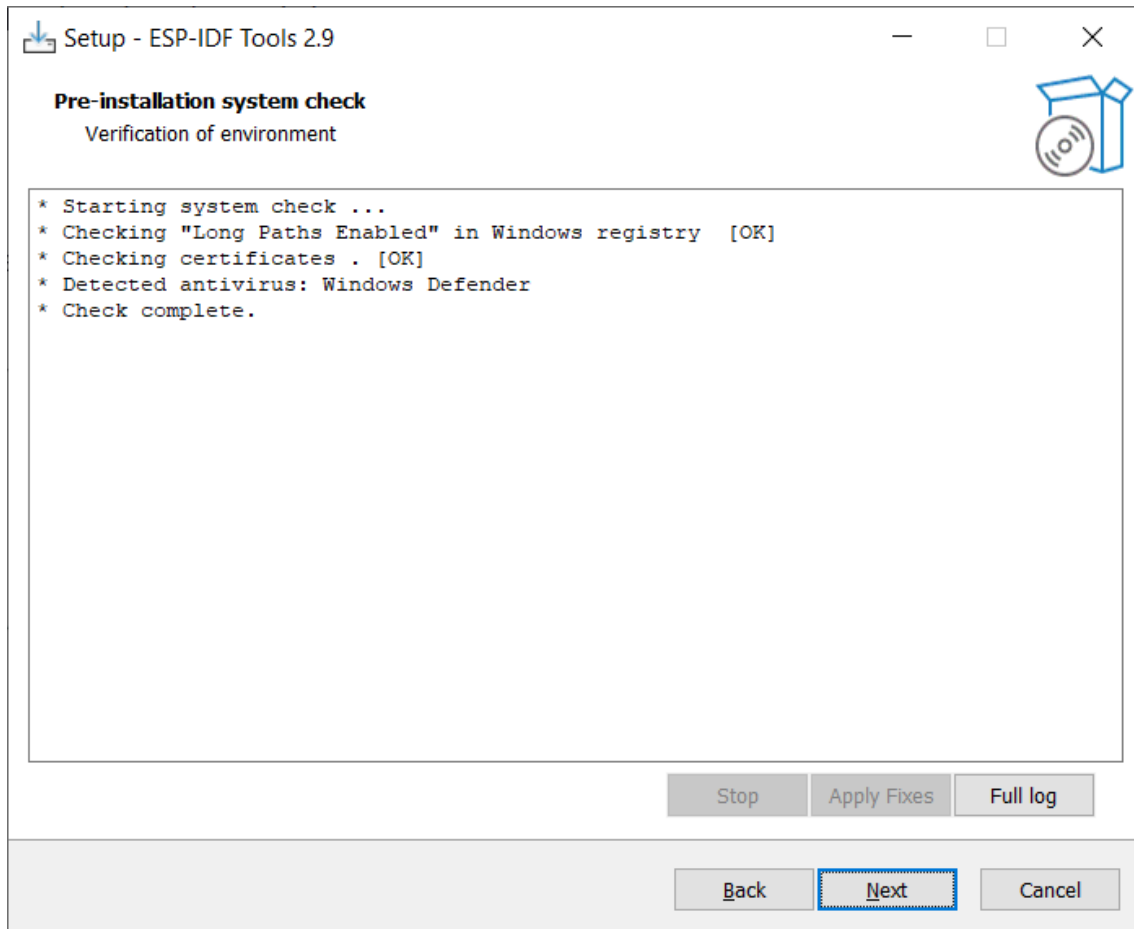 Setup - ESP-IDF Tools 2.9
Pre-installation system check
Verification of environment
* Starting system check ...
* Checking "Long Paths Enabled" in Windows registry  [OK]
* Checking certificates . [OK]
* Detected antivirus: Windows Defender
* Check complete.
Stop Apply Fixes Full log
Back Next Cancel